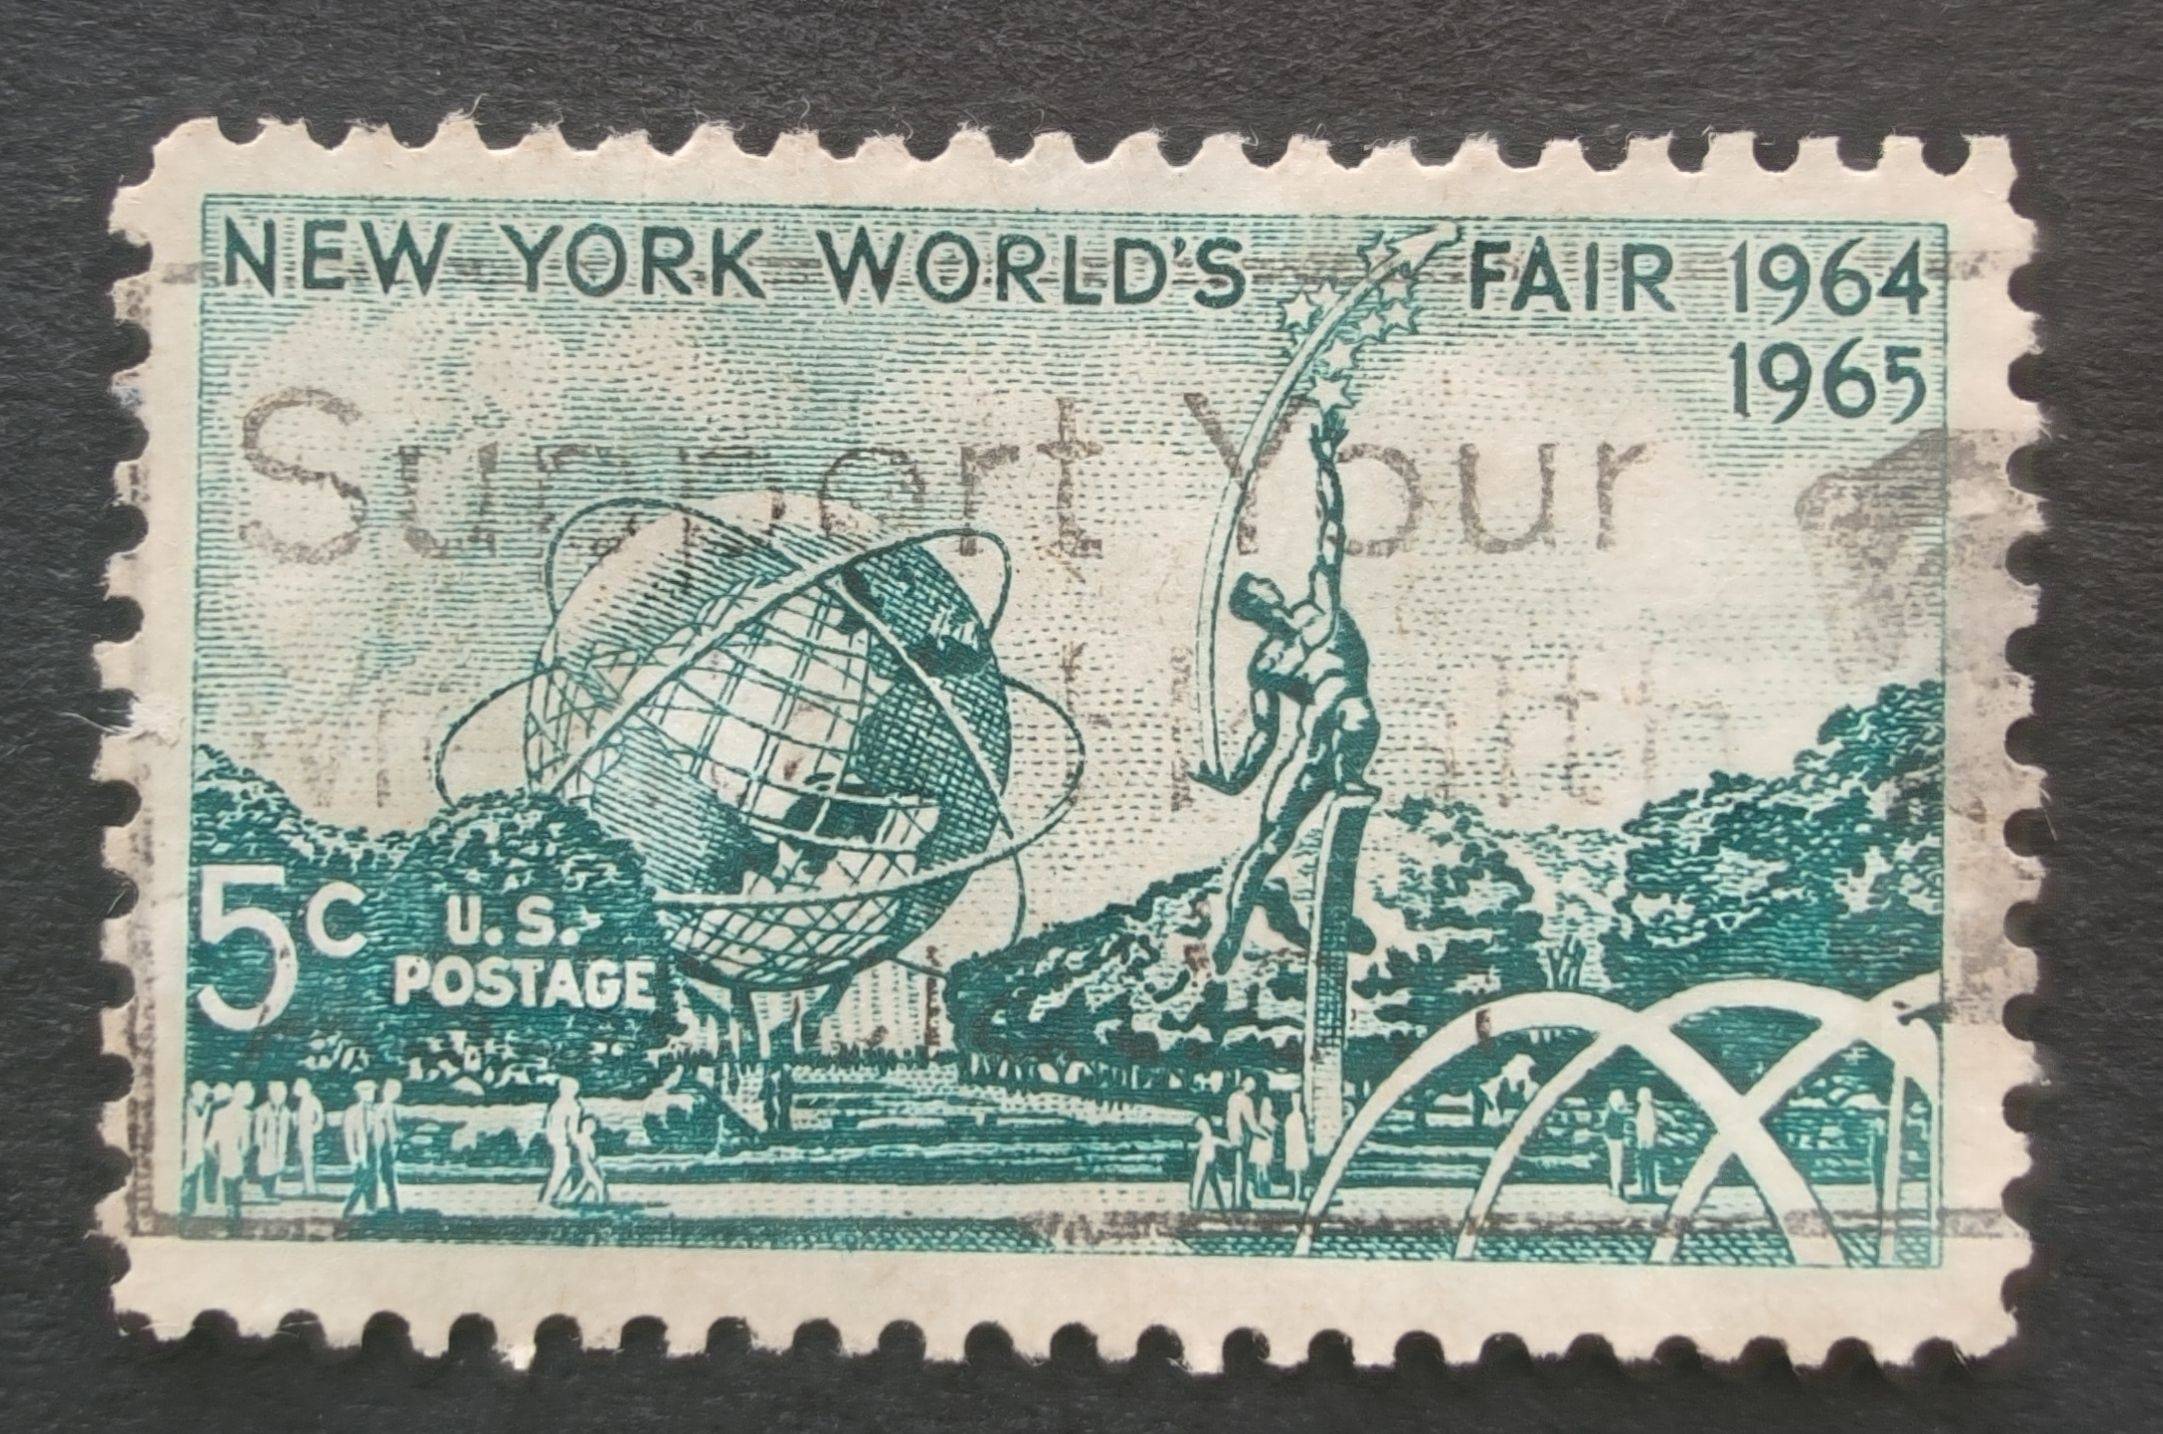 NEW YORK WORLD'S FAIR 1964
1965
Support Your
5c
U.S.
POSTAGE